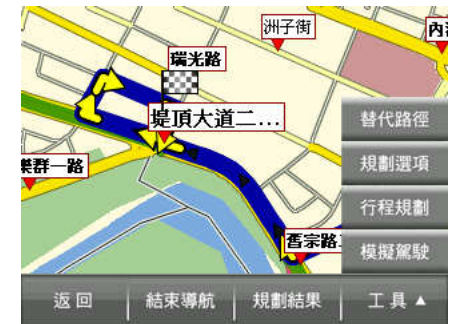 洲子街
內
瑞光路
堤頂大道二...
替代路徑
樂群一路
規劃選項
行程規劃
舊宗路
模擬駕駛
返回
結束導航
規劃結果
工具▲